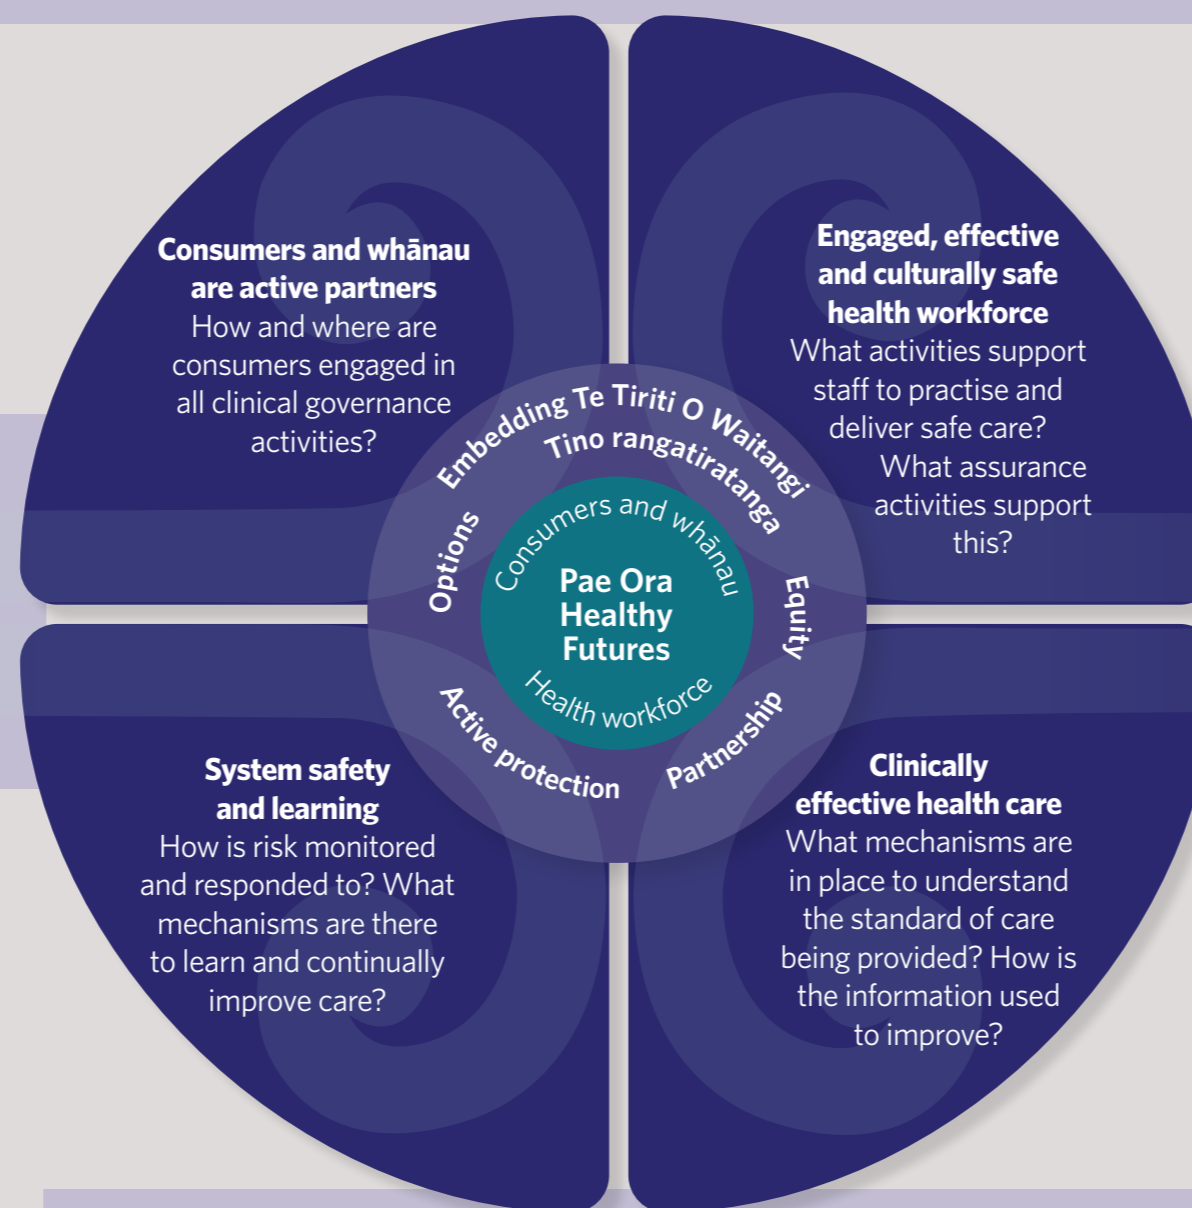 Consumers and whānau
are active partners
How and where are
consumers engaged in
all clinical governance
activities?
Engaged, effective
and culturally safe
health workforce
What activities support
staff to practise and
deliver safe care?
What assurance
activities support
this?
Embedding Te Tiriti O Waitangi
Tino rangatiratanga
Options
Equity
Active protection
Partnership
Consumers and whānau
Pae Ora
Healthy
Futures
Health workforce
System safety
and learning
How is risk monitored
and responded to? What
mechanisms are there
to learn and continually
improve care?
Clinically
effective health care
What mechanisms are
in place to understand
the standard of care
being provided? How is
the information used
to improve?